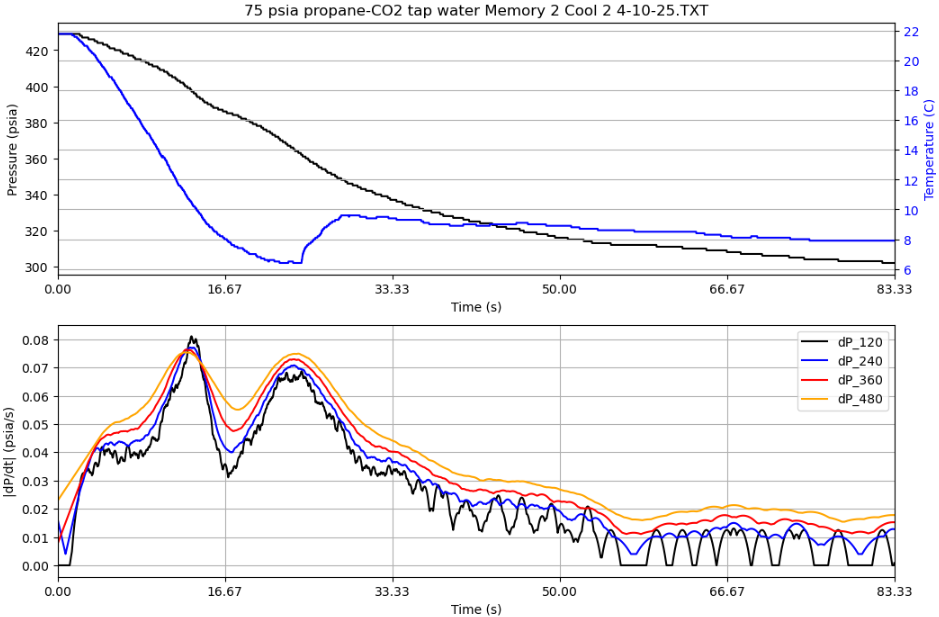 75 psia propane-CO2 tap water Memory 2 Cool 2 4-10-25.TXT
420
400
380
360
340
320
300
Pressure (psia)
22
20
18
16
14
12
10
8
6
Temperature (C)
0.00 16.67 33.33 50.00 66.67 83.33
Time (s)
0.08
0.07
0.06
0.05
0.04
0.03
0.02
0.01
0.00
|dP/dt| (psia/s)
dP_120
dP_240
dP_360
dP_480
0.00 16.67 33.33 50.00 66.67 83.33
Time (s)